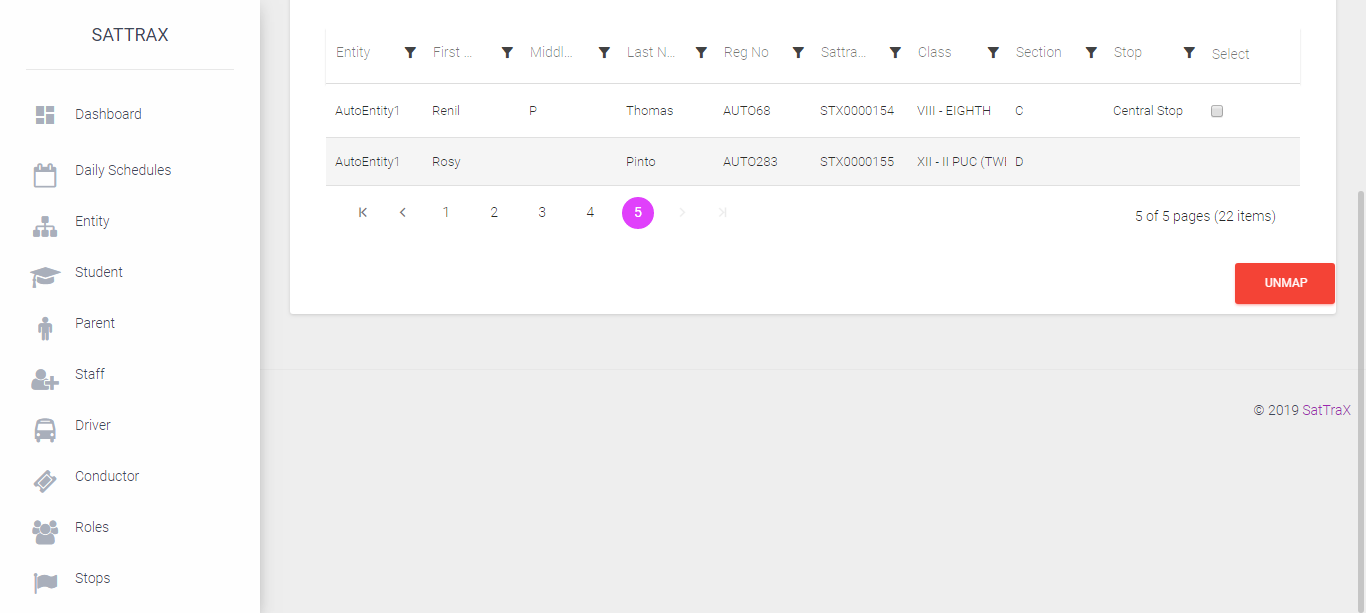 SATTRAX
Dashboard
Daily Schedules
Entity
Student
Parent
Staff
Driver
Conductor
Roles
Stops
Entity First ... Middl... Last N... Reg No Sattra... Class Section Stop Select
AutoEntity1 Renil P Thomas AUTO68 STX0000154 VIII - EIGHTH C Central Stop
AutoEntity1 Rosy Pinto AUTO283 STX0000155 XII - II PUC (TWI D
1 2 3 4 5
5 of 5 pages (22 items)
UNMAP
© 2019 SatTraX